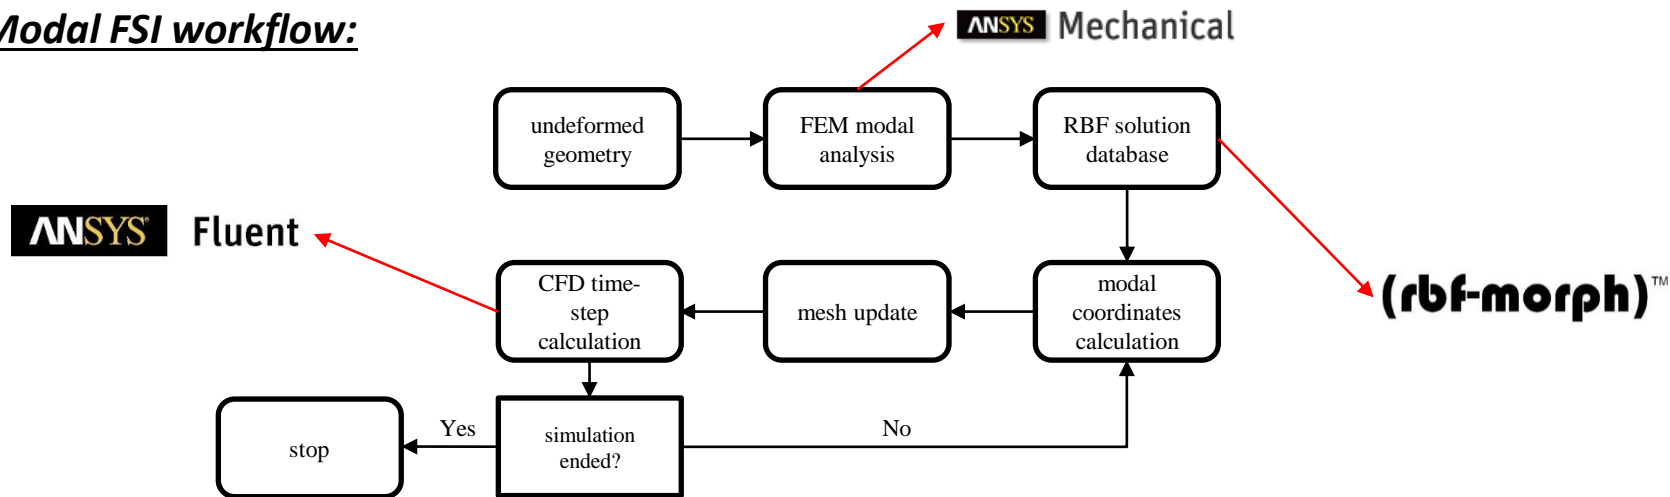 Modal FSI workflow:
ANSYS Mechanical
undeformed
geometry
FEM modal
analysis
RBF solution
database
ANSYS® Fluent
CFD time-
step
calculation
mesh update
modal
coordinates
calculation
(rbf-morph)™
stop
Yes
simulation
ended?
No